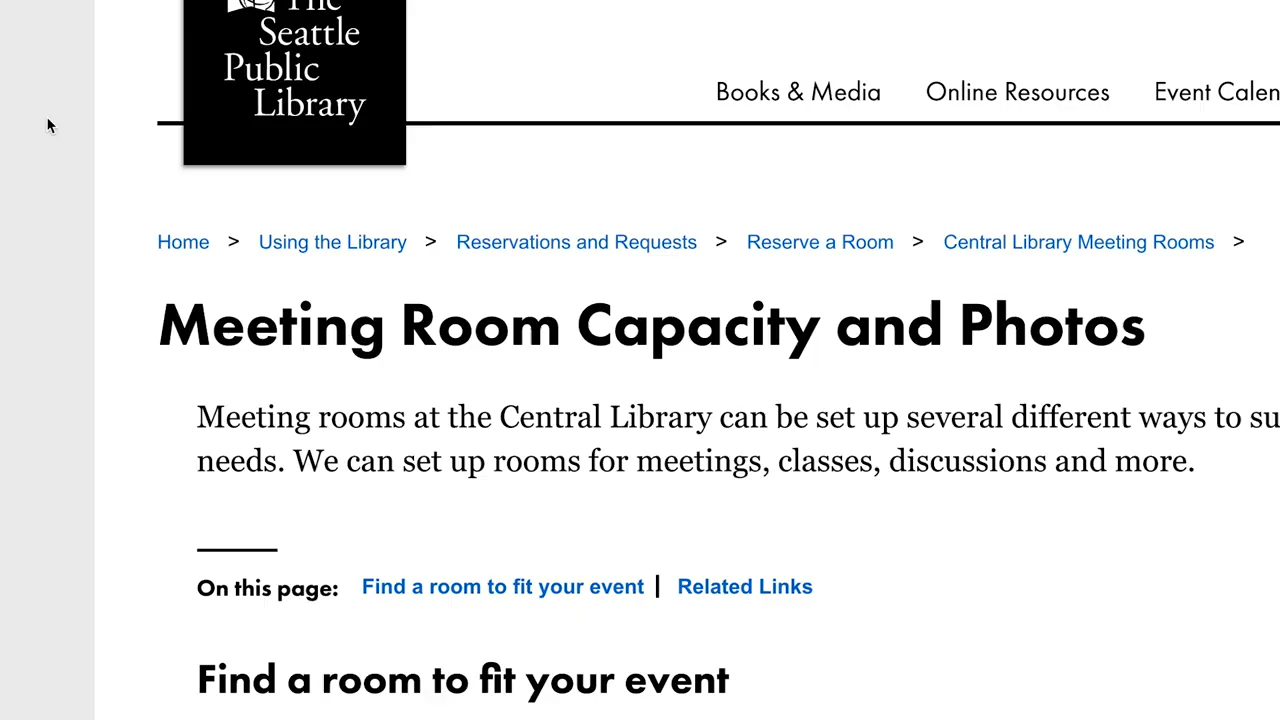 The
Seattle
Public
Library
Books & Media Online Resources Event Calen
Home > Using the Library > Reservations and Requests > Reserve a Room > Central Library Meeting Rooms >
Meeting Room Capacity and Photos
Meeting rooms at the Central Library can be set up several different ways to su
needs. We can set up rooms for meetings, classes, discussions and more.
On this page: Find a room to fit your event | Related Links
Find a room to fit your event